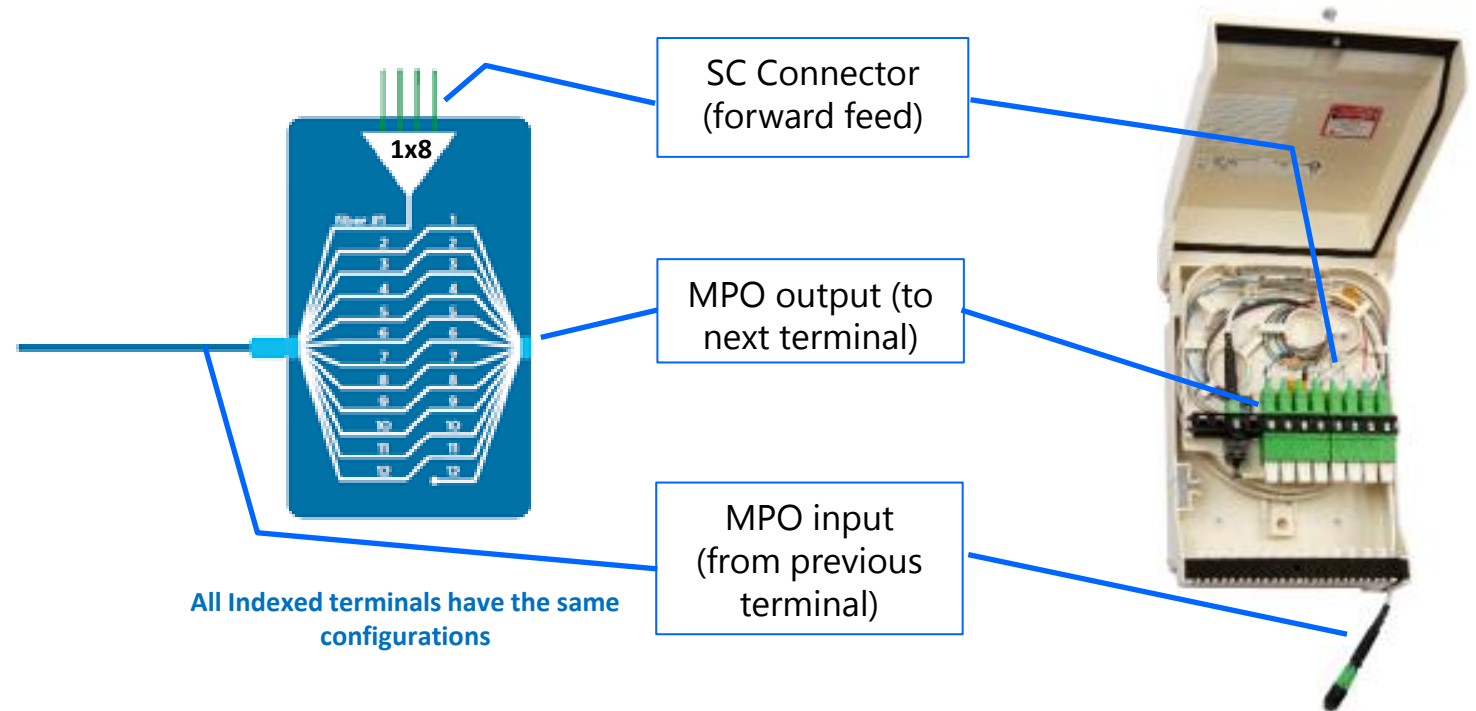 SC Connector
(forward feed)
1x8
fiber #1 1
2 2
3 3
4 4
5 5
6 6
7 7
8 8
9 9
10 10
11 11
12 12
MPO output (to
next terminal)
MPO input
(from previous
terminal)
All Indexed terminals have the same
configurations